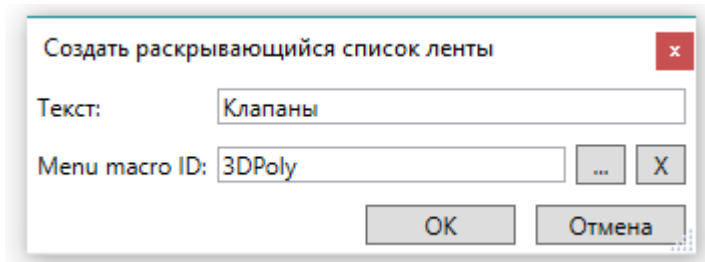 Создать раскрывающийся список ленты x
Текст: Клапаны
Menu macro ID: 3DPoly ... X
OK Отмена